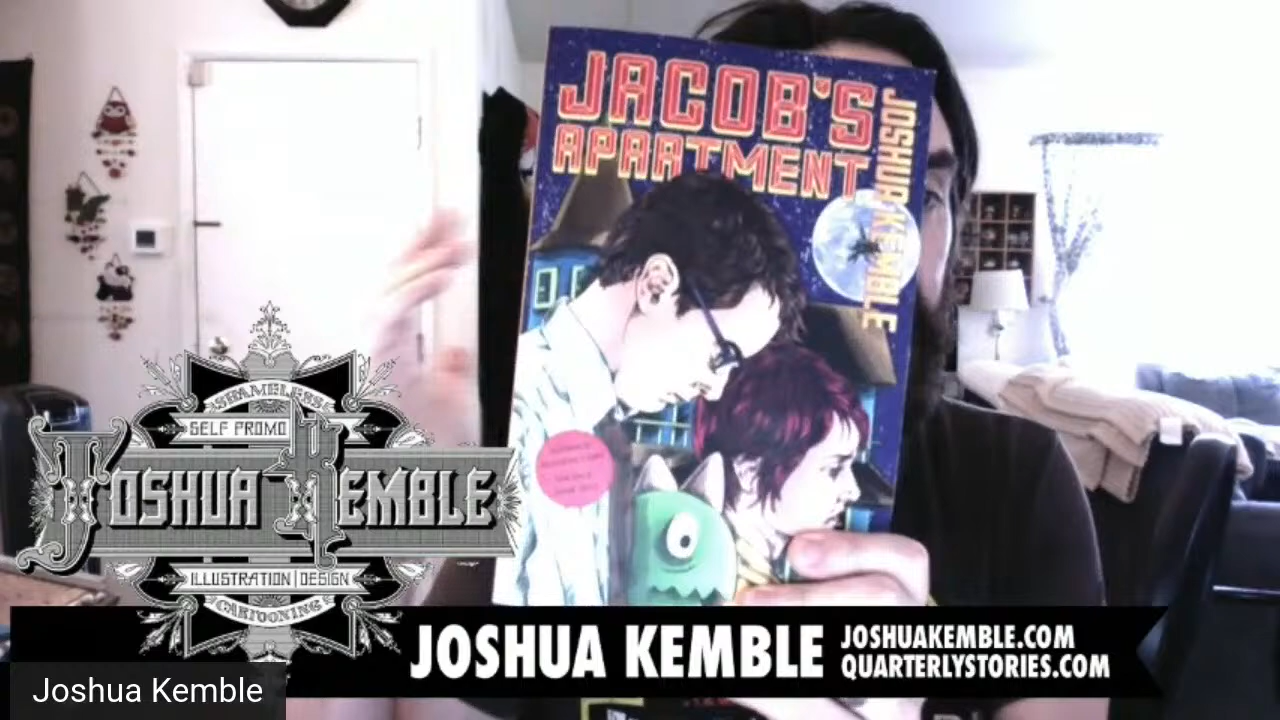 JACOB'S
APARTMENT
JOSHUA KEMBLE
SHAMELESS
SELF PROMO
JOSHUA KEMBLE
ILLUSTRATION | DESIGN
CARTOONING
JOSHUA KEMBLE
JOSHUAKEMBLE.COM
QUARTERLYSTORIES.COM
Joshua Kemble